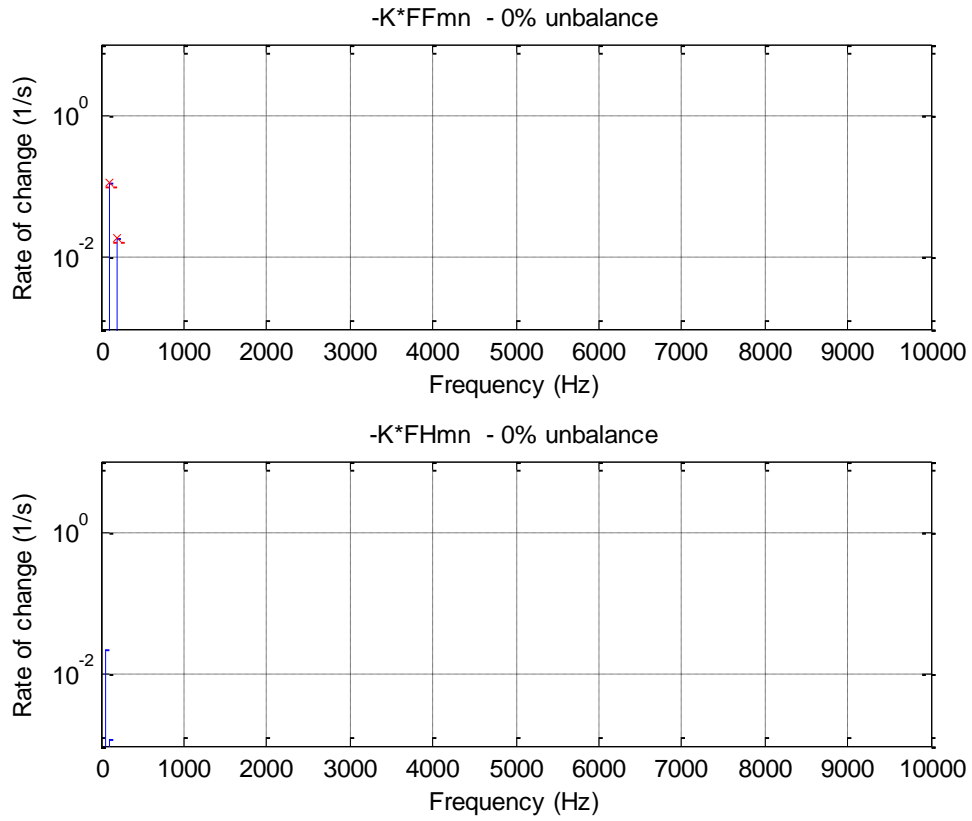 -K*FFmn - 0% unbalance
Rate of change (1/s)
10^0
10^-2
0 1000 2000 3000 4000 5000 6000 7000 8000 9000 10000
Frequency (Hz)
-K*FHmn - 0% unbalance
Rate of change (1/s)
10^0
10^-2
0 1000 2000 3000 4000 5000 6000 7000 8000 9000 10000
Frequency (Hz)